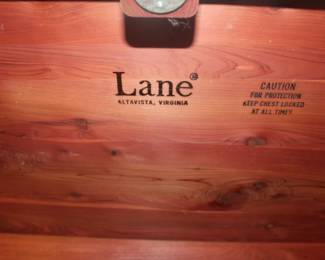 Lane®
ALTAVISTA, VIRGINIA
CAUTION
FOR PROTECTION
KEEP CHEST LOCKED
AT ALL TIMES